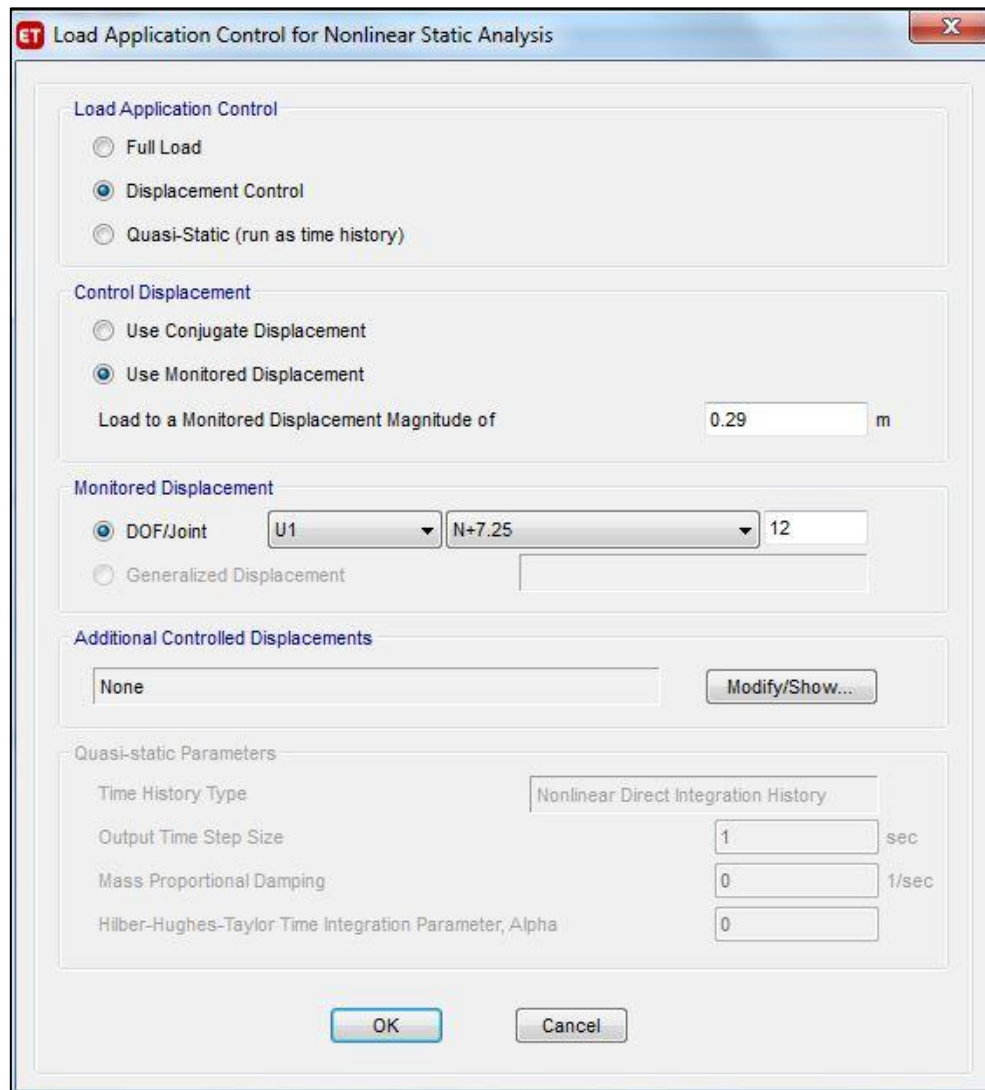 ET Load Application Control for Nonlinear Static Analysis X
Load Application Control
Full Load
Displacement Control
Quasi-Static (run as time history)
Control Displacement
Use Conjugate Displacement
Use Monitored Displacement
Load to a Monitored Displacement Magnitude of 0.29 m
Monitored Displacement
DOF/Joint U1 N+7.25 12
Generalized Displacement
Additional Controlled Displacements
None Modify/Show...
Quasi-static Parameters
Time History Type Nonlinear Direct Integration History
Output Time Step Size 1 sec
Mass Proportional Damping 0 1/sec
Hilber-Hughes-Taylor Time Integration Parameter, Alpha 0
OK Cancel